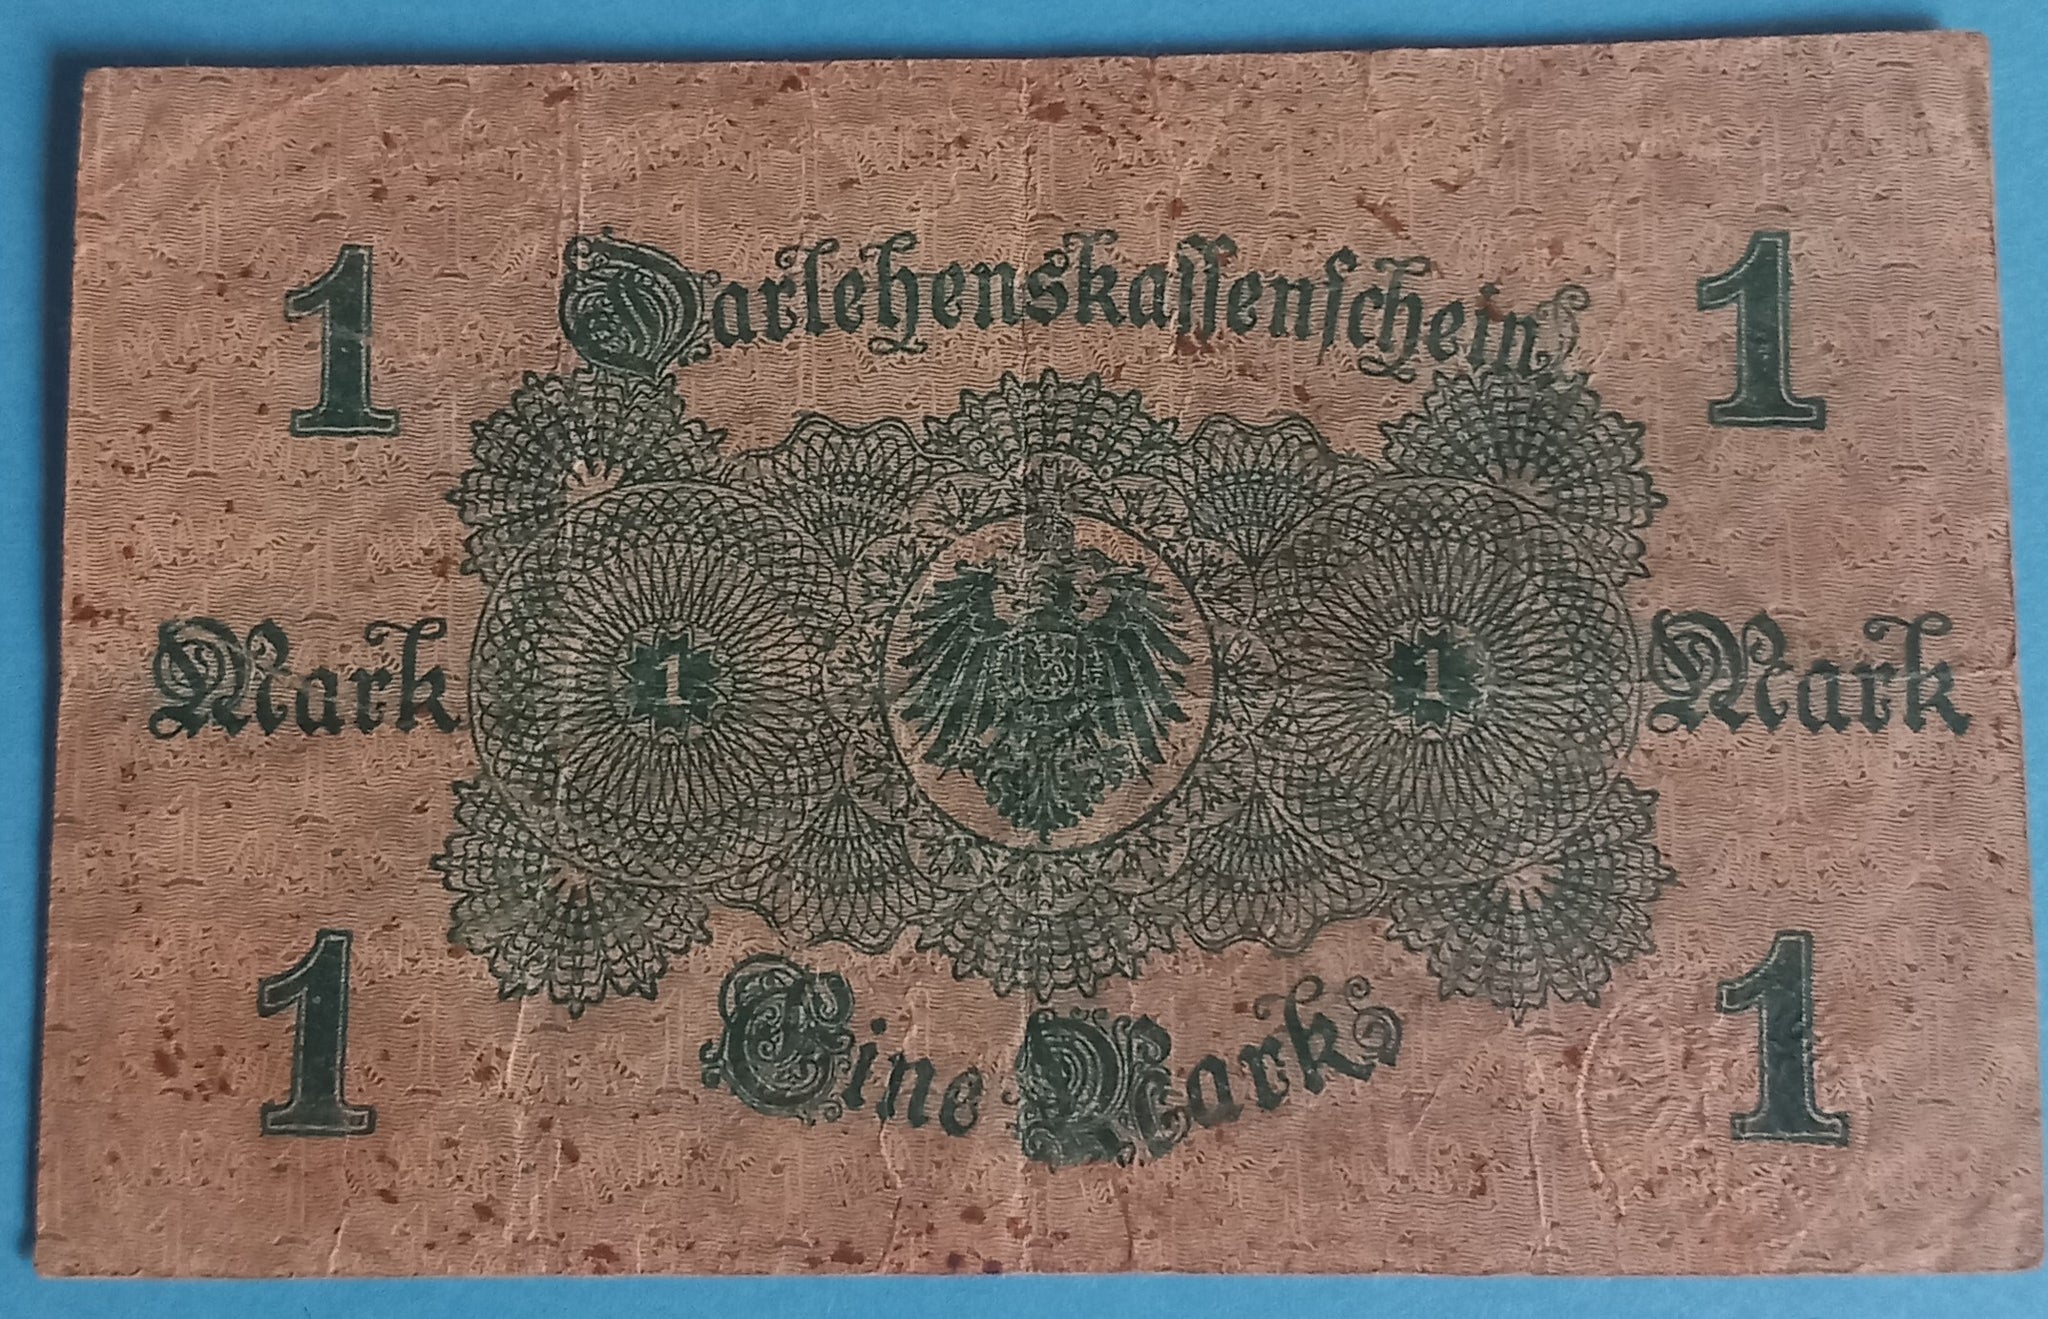 1 Darlehenskassenschein 1
Mark 1 1 Mark
1 Eine Mark 1